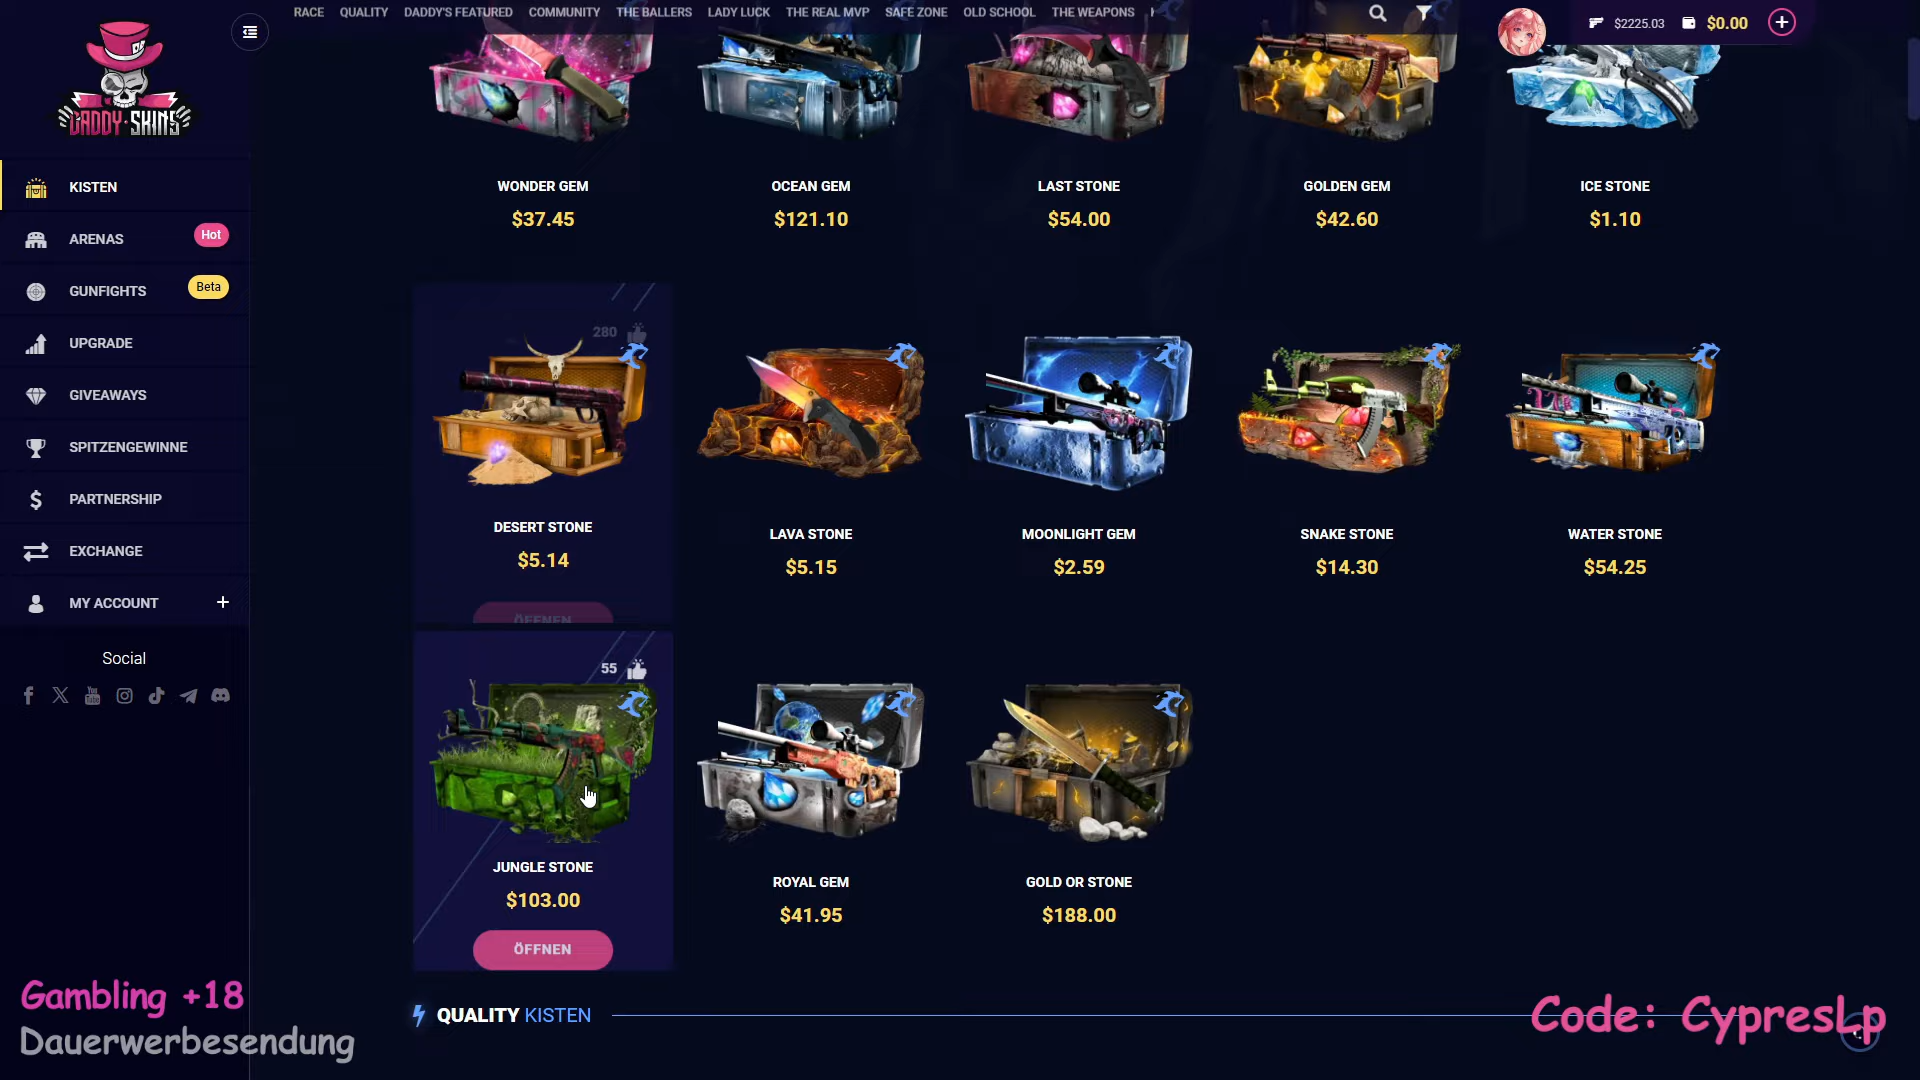 RACE QUALITY DADDY'S FEATURED COMMUNITY THE BALLERS LADY LUCK THE REAL MVP SAFE ZONE OLD SCHOOL THE WEAPONS
$2225.03 $0.00
DADDY SKINS
WONDER GEM OCEAN GEM LAST STONE GOLDEN GEM ICE STONE
$37.45 $121.10 $54.00 $42.60 $1.10
KISTEN
ARENAS Hot
GUNFIGHTS Beta
UPGRADE
GIVEAWAYS
SPITZENGEWINNE
PARTNERSHIP
EXCHANGE
MY ACCOUNT
Social
280
DESERT STONE LAVA STONE MOONLIGHT GEM SNAKE STONE WATER STONE
$5.14 $5.15 $2.59 $14.30 $54.25
ÖFFNEN
55
JUNGLE STONE ROYAL GEM GOLD OR STONE
$103.00 $41.95 $188.00
ÖFFNEN
QUALITY KISTEN
Gambling +18
Dauerwerbesendung
Code: CypresLp